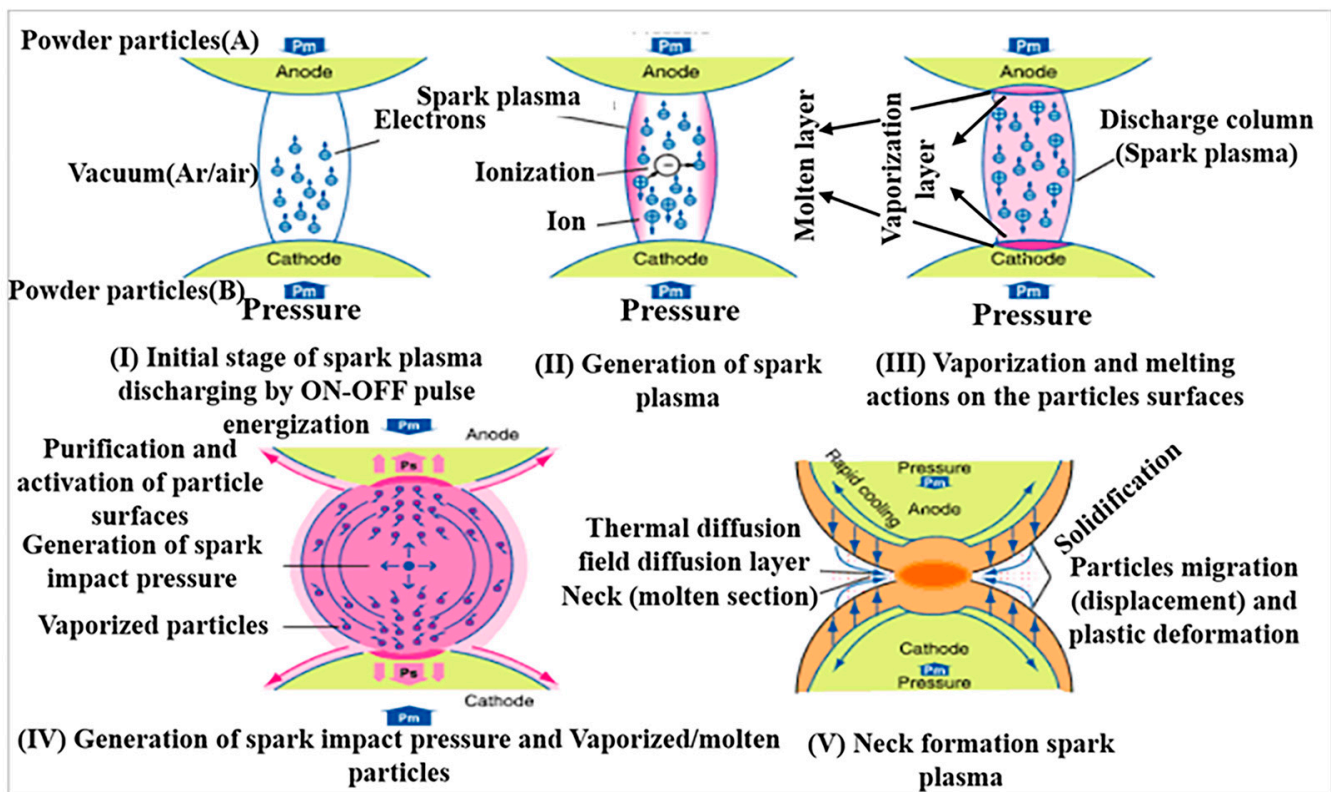 Powder particles(A)
Pm
Anode
Vacuum(Ar/air)
Electrons
Cathode
Powder particles(B)
Pm
Pressure
(I) Initial stage of spark plasma
discharging by ON-OFF pulse
energization
Pm
Anode
Spark plasma
Ionization
Ion
Cathode
Pm
Pressure
(II) Generation of spark
plasma
Pm
Anode
Molten layer
Vaporization
layer
Discharge column
(Spark plasma)
Cathode
Pm
Pressure
(III) Vaporization and melting
actions on the particles surfaces
Pm
Anode
Ps
Purification and
activation of particle
surfaces
Generation of spark
impact pressure
Vaporized particles
Ps
Cathode
Pm
(IV) Generation of spark impact pressure and Vaporized/molten
particles
Pressure
Pm
Anode
Rapid cooling
Solidification
Thermal diffusion
field diffusion layer
Neck (molten section)
Particles migration
(displacement) and
plastic deformation
Cathode
Pm
Pressure
(V) Neck formation spark
plasma